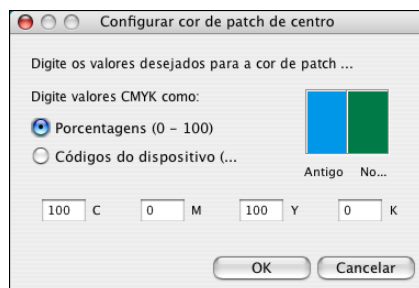 Configurar cor de patch de centro
Digite os valores desejados para a cor de patch ...
Digite valores CMYK como:
Porcentagens (0 – 100)
Códigos do dispositivo (...
Antigo No...
100 C 0 M 100 Y 0 K
OK Cancelar